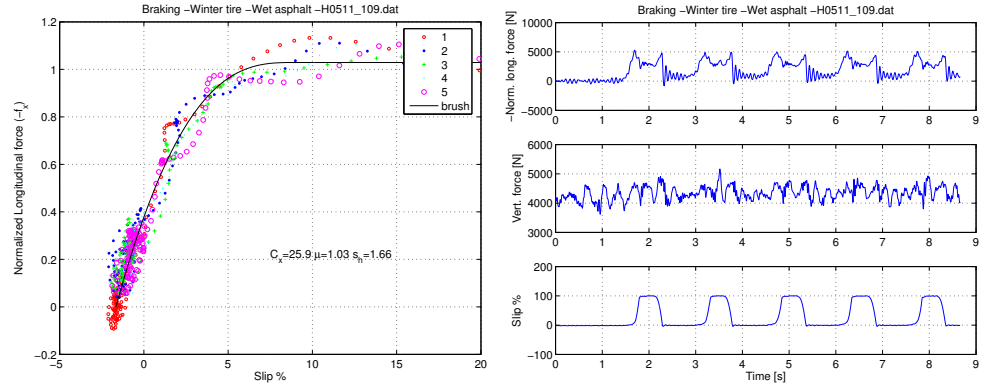 Braking −Winter tire −Wet asphalt −H0511_109.dat
1.2
1
0.8
0.6
0.4
0.2
0
−0.2
Normalized Longitudinal force (−fx)
1
2
3
4
5
brush
Cx=25.9 μ=1.03 sh=1.66
−5 0 5 10 15 20
Slip %
Braking −Winter tire −Wet asphalt −H0511_109.dat
−Norm. long. force [N]
10000
5000
0
−5000
−10000
0 1 2 3 4 5 6 7 8 9
Vert. force [N]
6000
5000
4000
3000
0 1 2 3 4 5 6 7 8 9
Slip %
200
100
0
−100
0 1 2 3 4 5 6 7 8 9
Time [s]